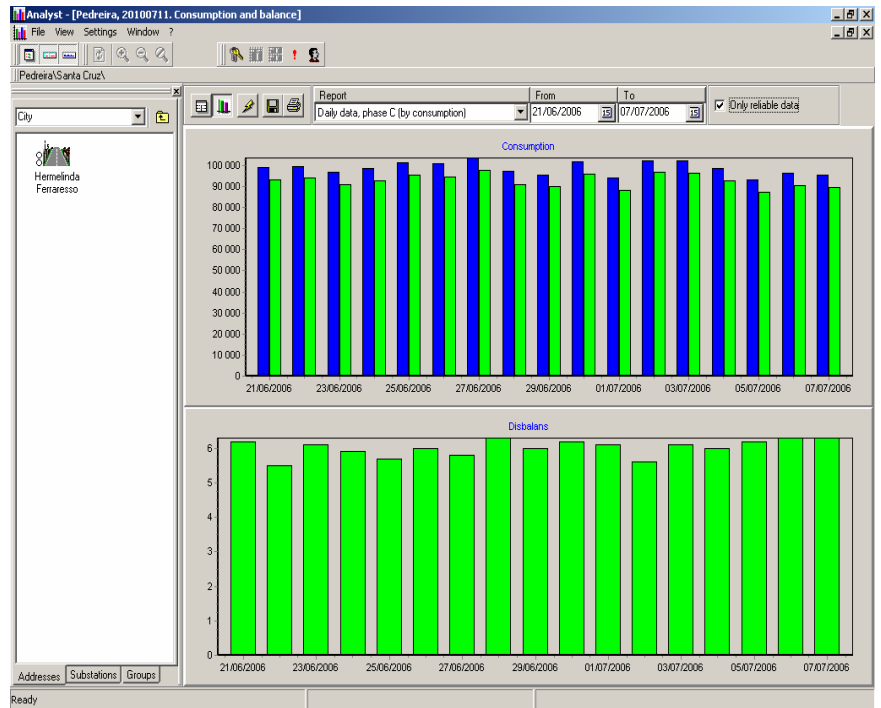 Analyst - [Pedreira, 20100711. Consumption and balance]
File View Settings Window ?
Pedreira\Santa Cruz\
City
Hermelinda
Ferraresso
Addresses Substations Groups
Report From To
Daily data, phase C (by consumption) 21/06/2006 15 07/07/2006 15 Only reliable data
Consumption
100 000
90 000
80 000
70 000
60 000
50 000
40 000
30 000
20 000
10 000
0
21/06/2006 23/06/2006 25/06/2006 27/06/2006 29/06/2006 01/07/2006 03/07/2006 05/07/2006 07/07/2006
Disbalans
6
5
4
3
2
1
0
21/06/2006 23/06/2006 25/06/2006 27/06/2006 29/06/2006 01/07/2006 03/07/2006 05/07/2006 07/07/2006
Ready